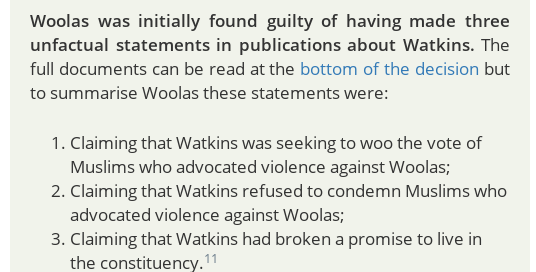 Woolas was initially found guilty of having made three
unfactual statements in publications about Watkins. The
full documents can be read at the bottom of the decision but
to summarise Woolas these statements were:
1. Claiming that Watkins was seeking to woo the vote of
Muslims who advocated violence against Woolas;
2. Claiming that Watkins refused to condemn Muslims who
advocated violence against Woolas;
3. Claiming that Watkins had broken a promise to live in
the constituency.11